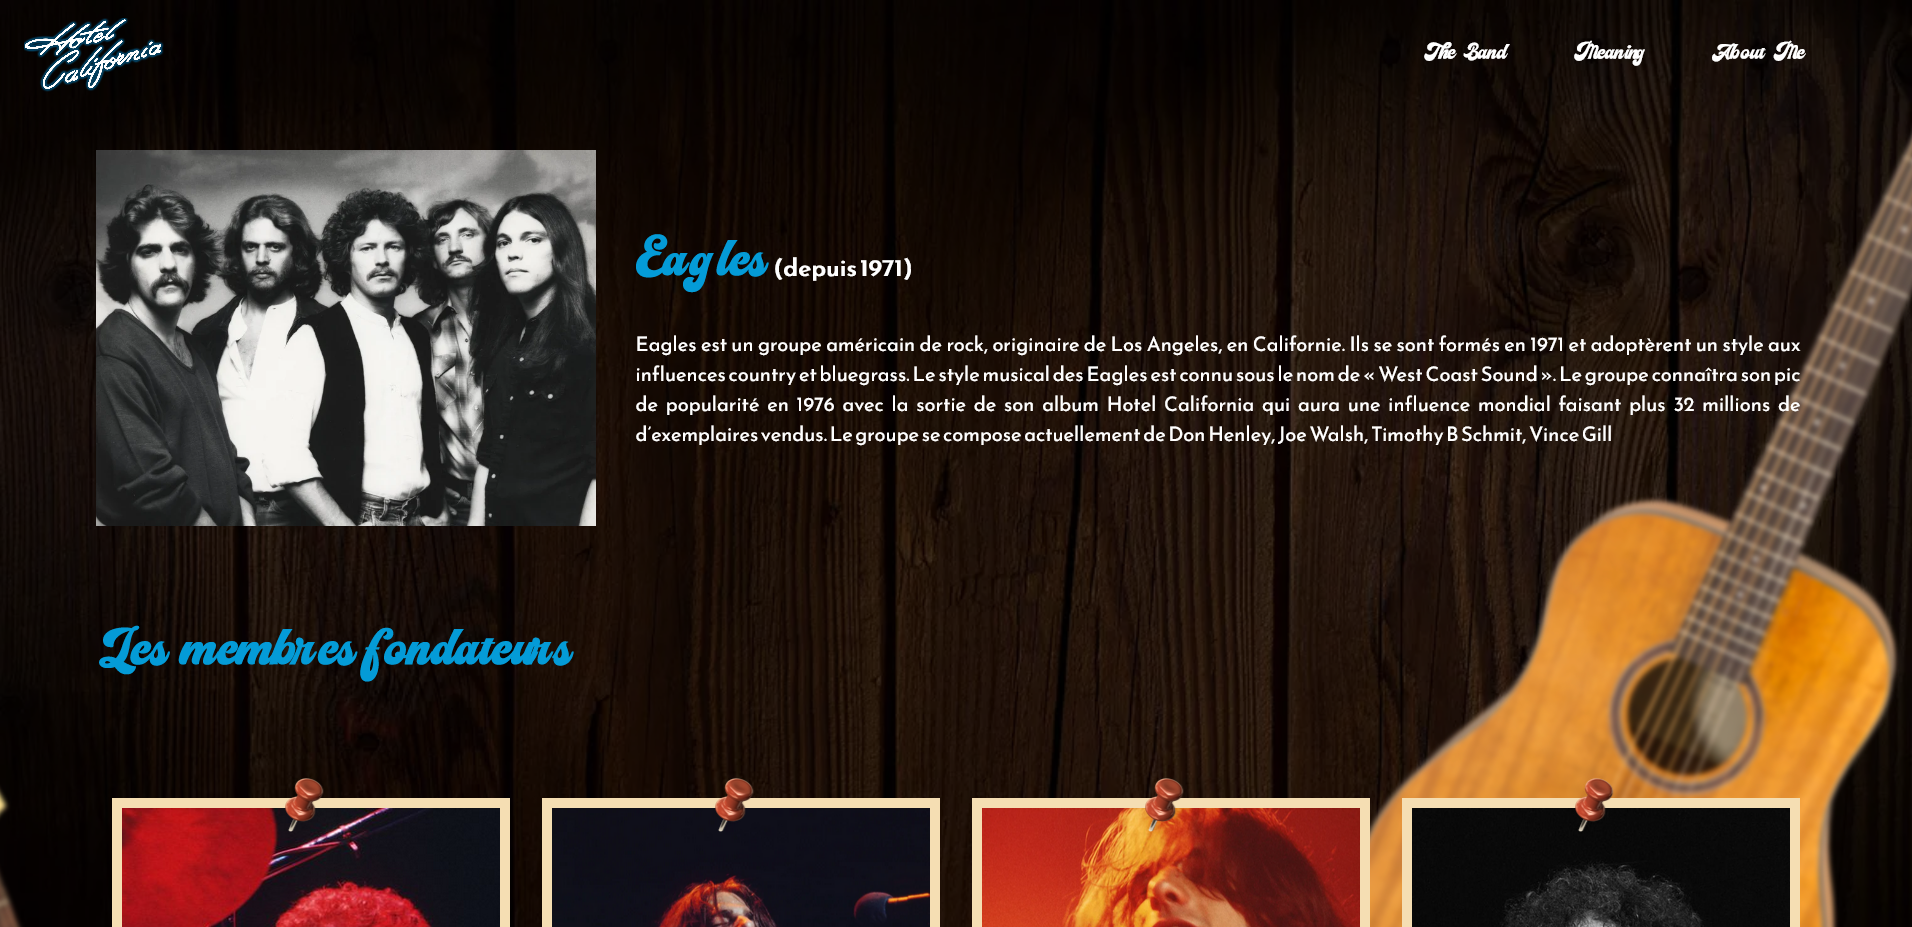 Hotel
California
The Band Meaning About Me
Eagles (depuis 1971)
Eagles est un groupe américain de rock, originaire de Los Angeles, en Californie. Ils se sont formés en 1971 et adoptèrent un style aux
influences country et bluegrass. Le style musical des Eagles est connu sous le nom de « West Coast Sound ». Le groupe connaîtra son pic
de popularité en 1976 avec la sortie de son album Hotel California qui aura une influence mondial faisant plus 32 millions de
d’exemplaires vendus. Le groupe se compose actuellement de Don Henley, Joe Walsh, Timothy B Schmit, Vince Gill
Les membres fondateurs